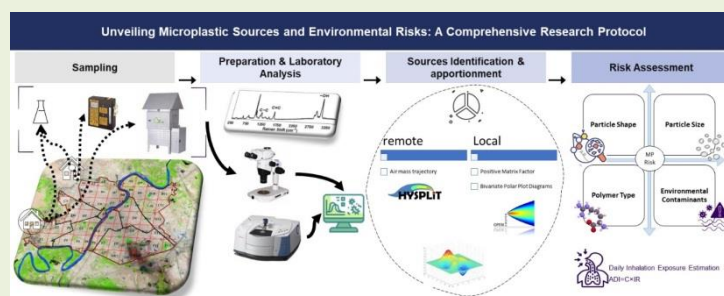 Unveiling Microplastic Sources and Environmental Risks: A Comprehensive Research Protocol
Sampling
Preparation & Laboratory
Analysis
Sources Identification &
apportionment
Risk Assessment
remote
Local
Air mass trajectory
HYSPLIT
Positive Matrix Factor
Bivariate Polar Plot Diagrams
Particle Shape
Particle Size
MP
Risk
Polymer Type
Environmental
Contaminants
Daily Inhalation Exposure Estimation
ADI=C×IR